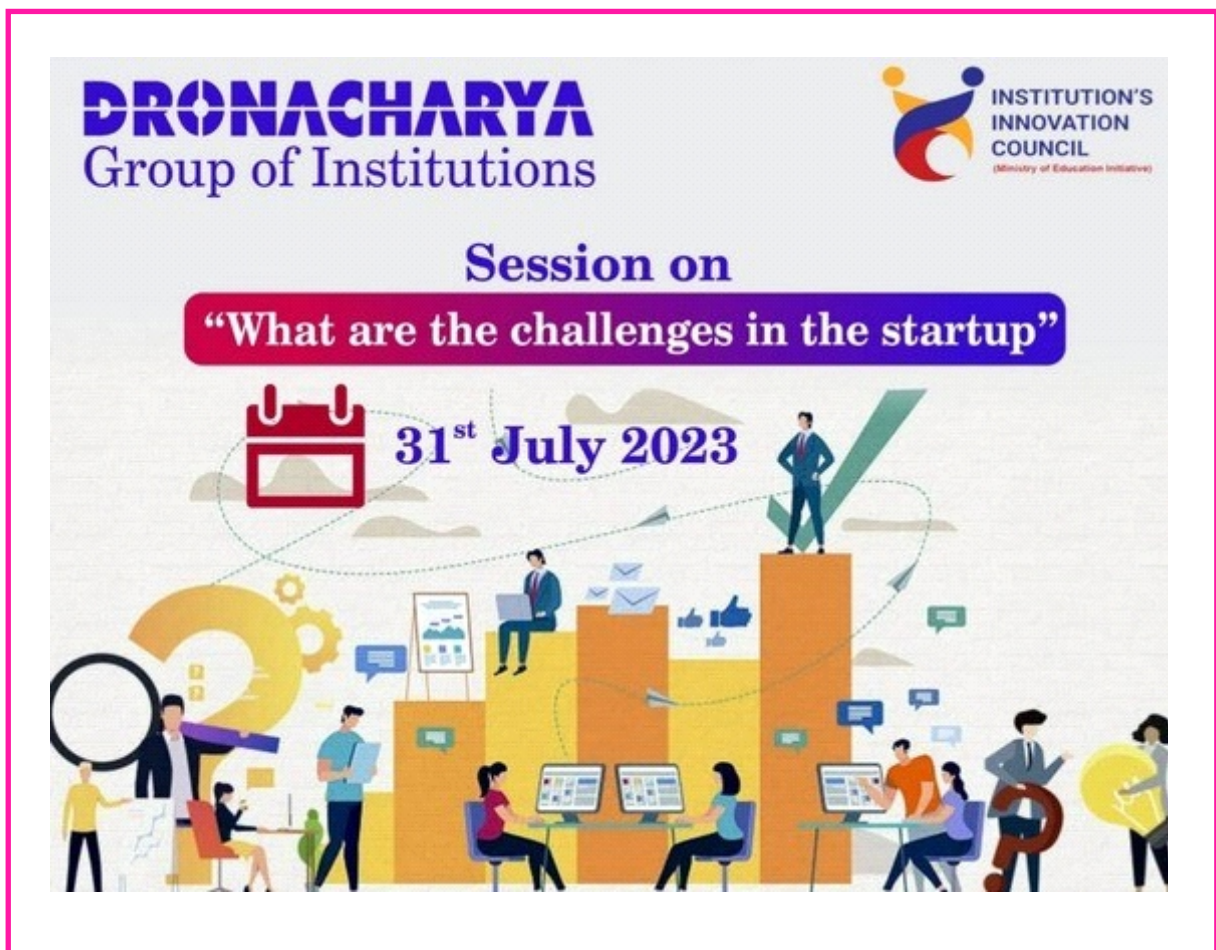 DRONACHARYA
Group of Institutions
INSTITUTION'S
INNOVATION
COUNCIL
(Ministry of Education Initiative)
Session on
“What are the challenges in the startup”
31st July 2023
?
?